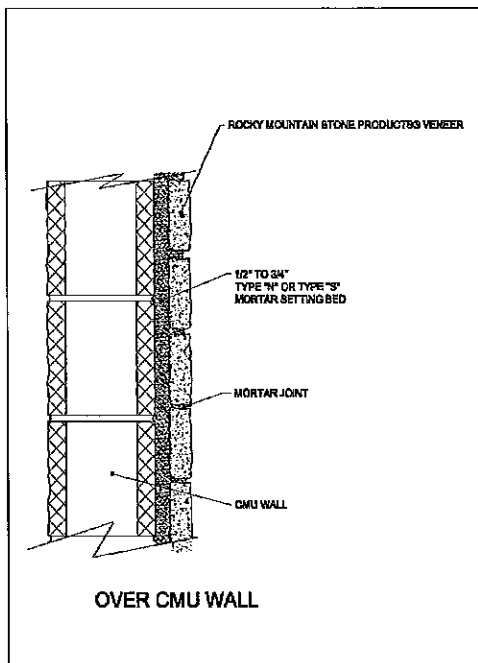 ROCKY MOUNTAIN STONE PRODUCTS® VENEER
1/2" TO 3/4"
TYPE "N" OR TYPE "S"
MORTAR SETTING BED
MORTAR JOINT
CMU WALL
OVER CMU WALL